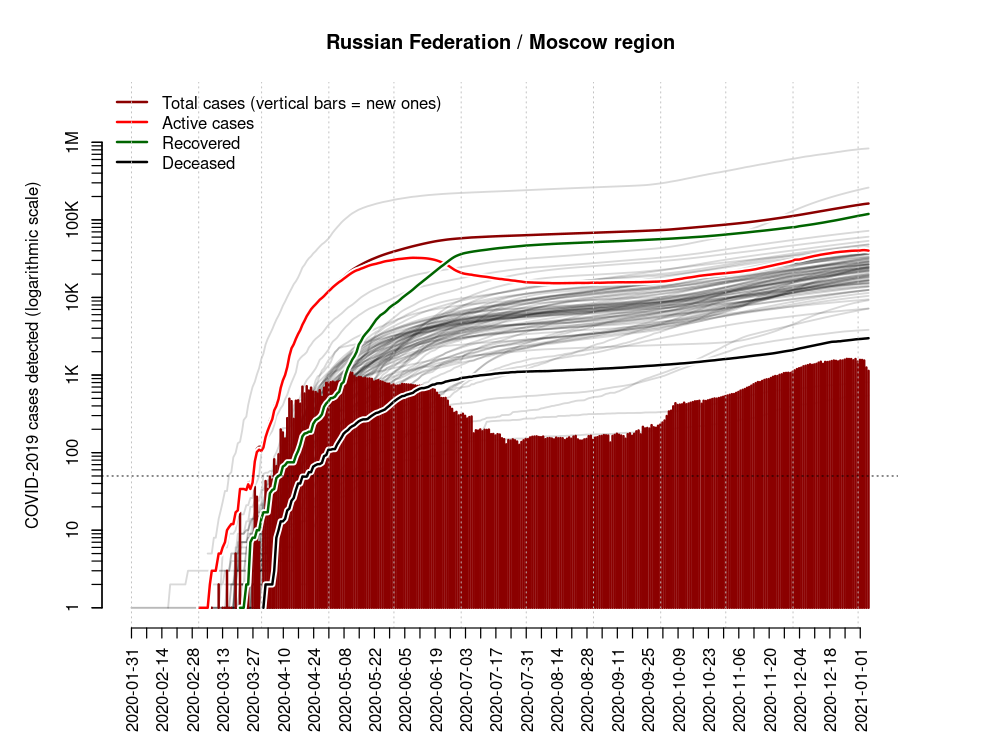 Russian Federation / Moscow region
Total cases (vertical bars = new ones)
Active cases
Recovered
Deceased
COVID-2019 cases detected (logarithmic scale)
1M
100K
10K
1K
100
10
1
2020-01-31
2020-02-14
2020-02-28
2020-03-13
2020-03-27
2020-04-10
2020-04-24
2020-05-08
2020-05-22
2020-06-05
2020-06-19
2020-07-03
2020-07-17
2020-07-31
2020-08-14
2020-08-28
2020-09-11
2020-09-25
2020-10-09
2020-10-23
2020-11-06
2020-11-20
2020-12-04
2020-12-18
2021-01-01